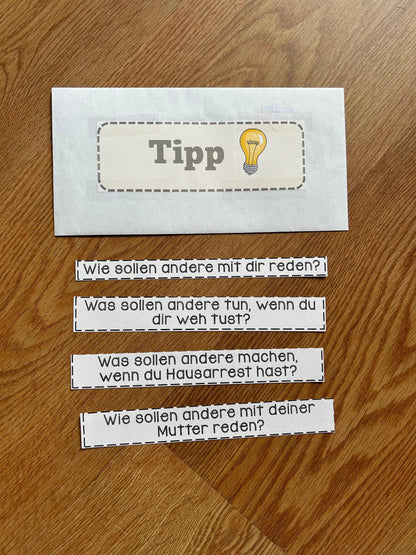 Tipp
Wie sollen andere mit dir reden?
Was sollen andere tun, wenn du
dir weh tust?
Was sollen andere machen,
wenn du Hausarrest hast?
Wie sollen andere mit deiner
Mutter reden?